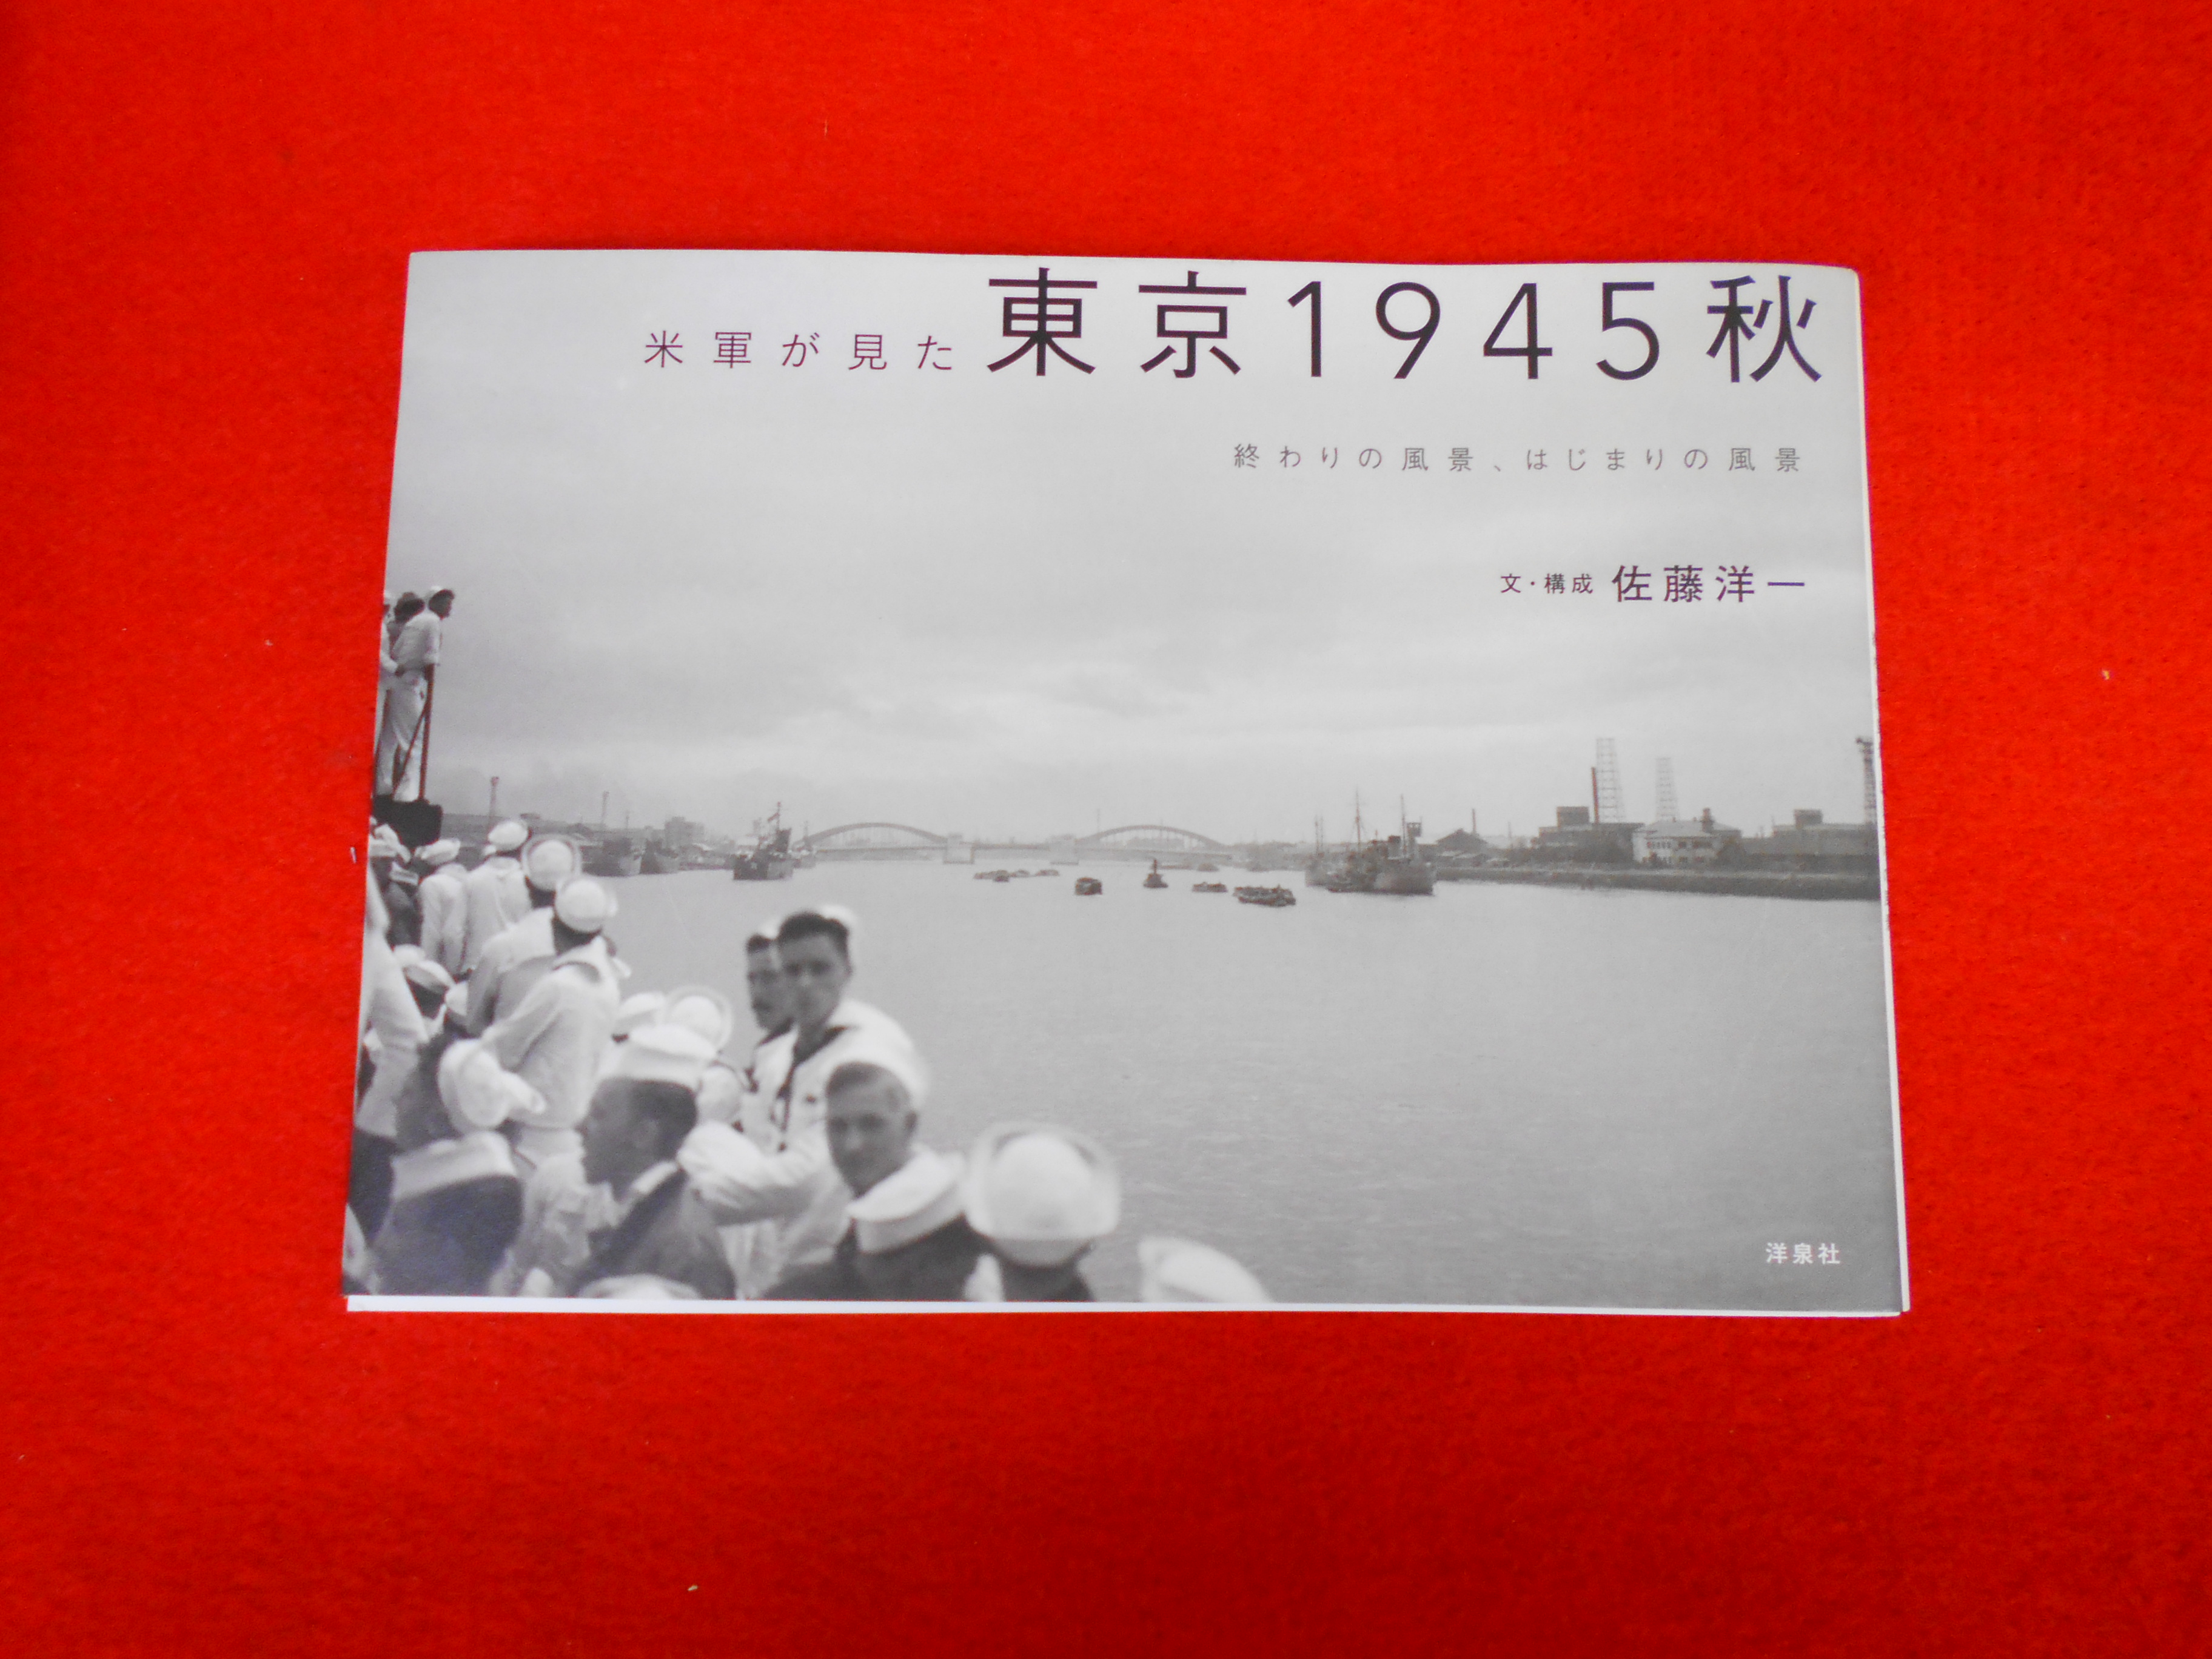 米軍が見た東京1945秋
終わりの風景、はじまりの風景
文・構成 佐藤洋一
洋泉社